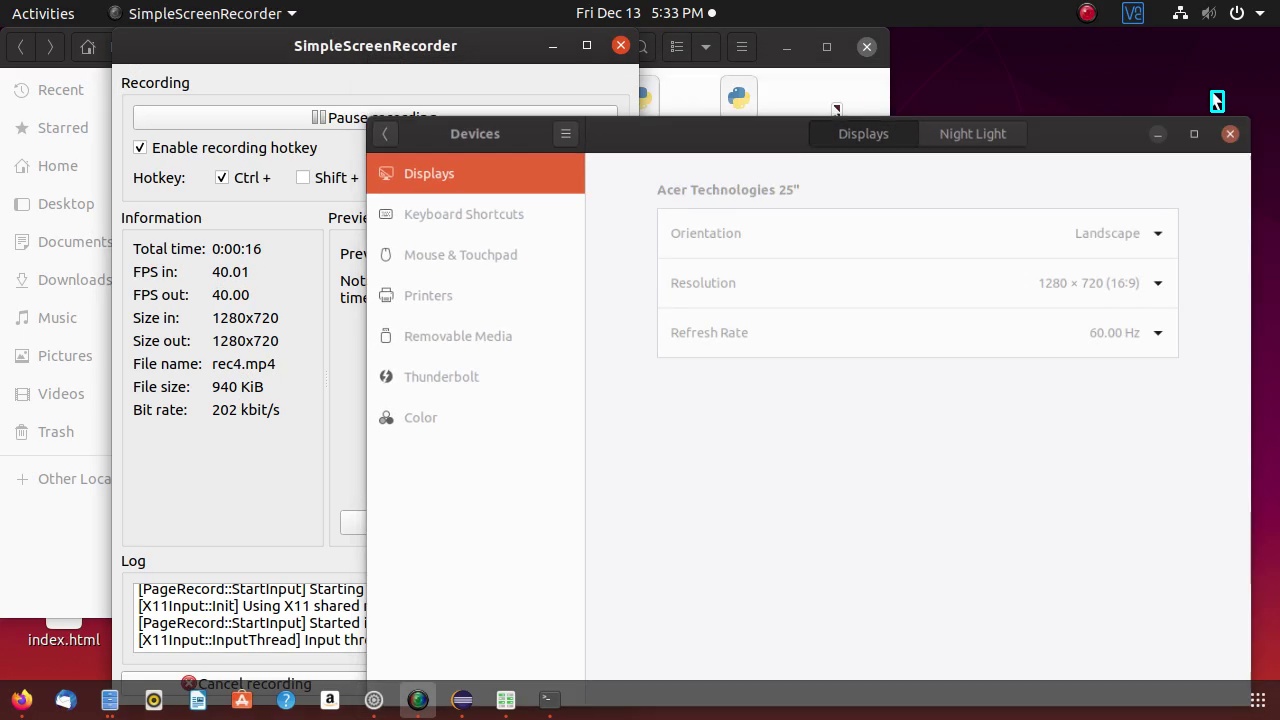 Activities
SimpleScreenRecorder
Fri Dec 13 5:33 PM
SimpleScreenRecorder
Recent
Starred
Home
Desktop
Documents
Downloads
Music
Pictures
Videos
Trash
Other Loca
index.html
Recording
Pause recording
Enable recording hotkey
Hotkey: Ctrl + Shift +
Information
Total time: 0:00:16
FPS in: 40.01
FPS out: 40.00
Size in: 1280x720
Size out: 1280x720
File name: rec4.mp4
File size: 940 KiB
Bit rate: 202 kbit/s
Previe
Prev
Not
time
Log
[PageRecord::StartInput] Starting
[X11Input::Init] Using X11 shared
[PageRecord::StartInput] Started i
[X11Input::InputThread] Input thre
Cancel recording
Devices
Displays
Night Light
Displays
Keyboard Shortcuts
Mouse & Touchpad
Printers
Removable Media
Thunderbolt
Color
Acer Technologies 25"
Orientation Landscape
Resolution 1280 × 720 (16:9)
Refresh Rate 60.00 Hz